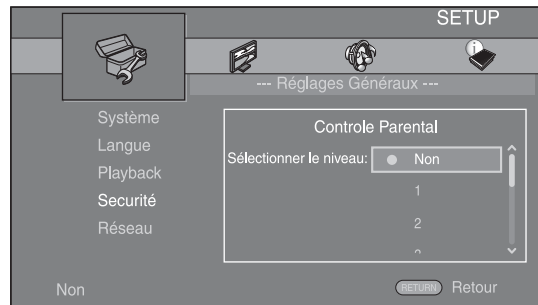 SETUP
--- Réglages Généraux ---
Système
Langue
Playback
Securité
Réseau
Controle Parental
Sélectionner le niveau:
Non
1
2
Non
RETURN Retour